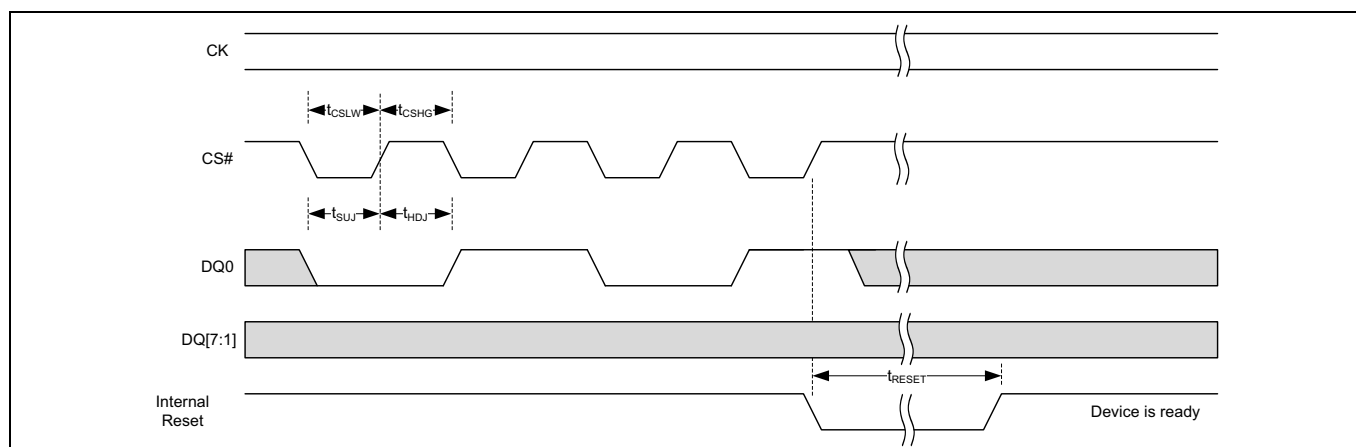 CK
tCSLW
tCSHG
CS#
tSUJ
tHDJ
DQ0
DQ[7:1]
tRESET
Internal
Reset
Device is ready